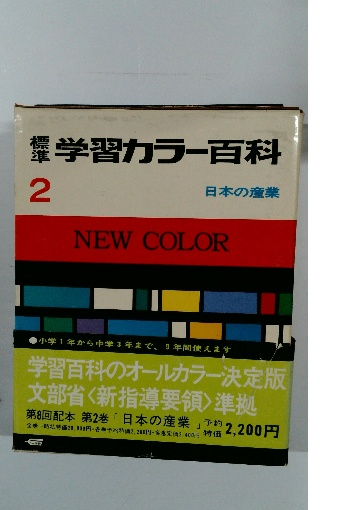 標準 学習カラー百科
2
日本の産業
NEW COLOR
●小学1年から中学3年まで、9年間使えます
学習百科のオールカラー決定版
文部省〈新指導要領〉準拠
第8回配本 第2巻「日本の産業」予約特価 2,200円